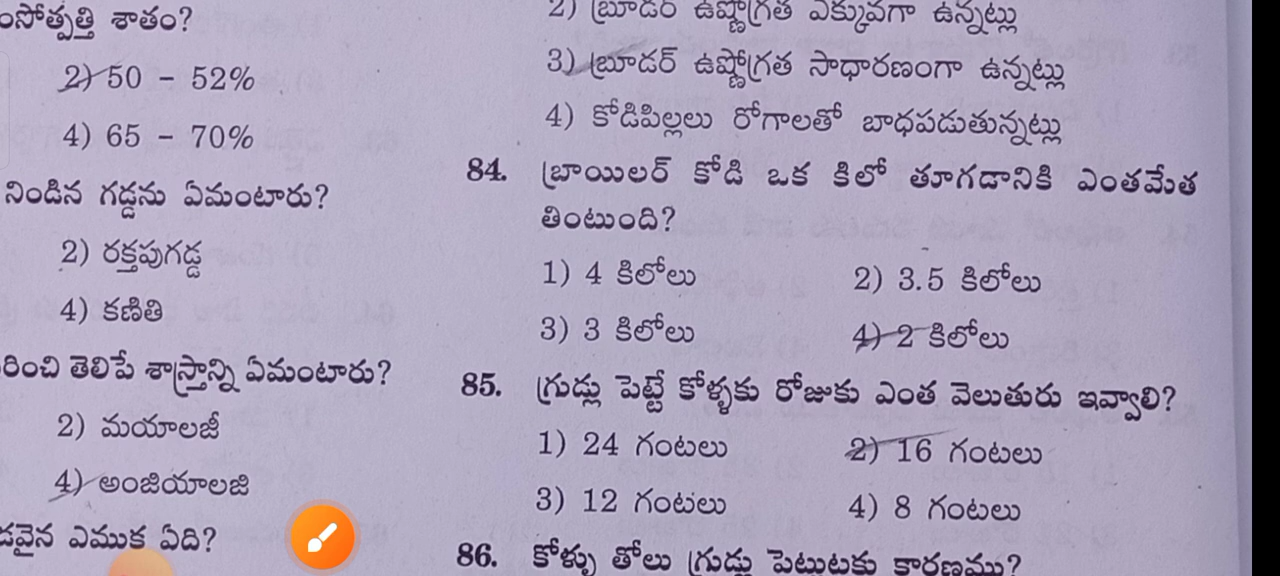 ంసోత్పత్తి శాతం?
2) 50 - 52%
4) 65 - 70%
నిండిన గడ్డను ఏమంటారు?
2) రక్తపుగడ్డ
4) కణితి
రించి తెలిపే శాస్త్రాన్ని ఏమంటారు?
2) మయాలజీ
4) అంజియాలజి
డవైన ఎముక ఏది?
2) బ్రూడర్ ఉష్ణోగ్రత ఎక్కువగా ఉన్నట్లు
3) బ్రూడర్ ఉష్ణోగ్రత సాధారణంగా ఉన్నట్లు
4) కోడిపిల్లలు రోగాలతో బాధపడుతున్నట్లు
84. బ్రాయిలర్ కోడి ఒక కిలో తూగడానికి ఎంతమేత
తింటుంది?
1) 4 కిలోలు 2) 3.5 కిలోలు
3) 3 కిలోలు 4) 2 కిలోలు
85. గ్రుడ్లు పెట్టే కోళ్ళకు రోజుకు ఎంత వెలుతురు ఇవ్వాలి?
1) 24 గంటలు 2) 16 గంటలు
3) 12 గంటలు 4) 8 గంటలు
86. కోళ్ళు తోలు గ్రుడ్లు పెట్టుటకు కారణము?